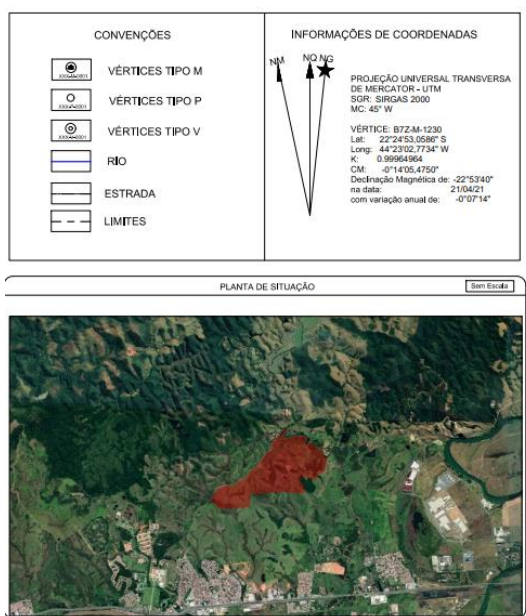 CONVENÇÕES
VÉRTICES TIPO M
VÉRTICES TIPO P
VÉRTICES TIPO V
RIO
ESTRADA
LIMITES
INFORMAÇÕES DE COORDENADAS
NM NQ NG
PROJEÇÃO UNIVERSAL TRANSVERSA
DE MERCATOR - UTM
SGR: SIRGAS 2000
MC: 45° W
VÉRTICE: B7Z-M-1230
Lat: 22°24'53,0586" S
Long: 44°23'02,7734" W
K: 0.99964964
CM: -0°14'05,4750"
Declinação Magnética de: -22°53'40"
na data: 21/04/21
com variação anual de: -0°07'14"
PLANTA DE SITUAÇÃO
Sem Escala